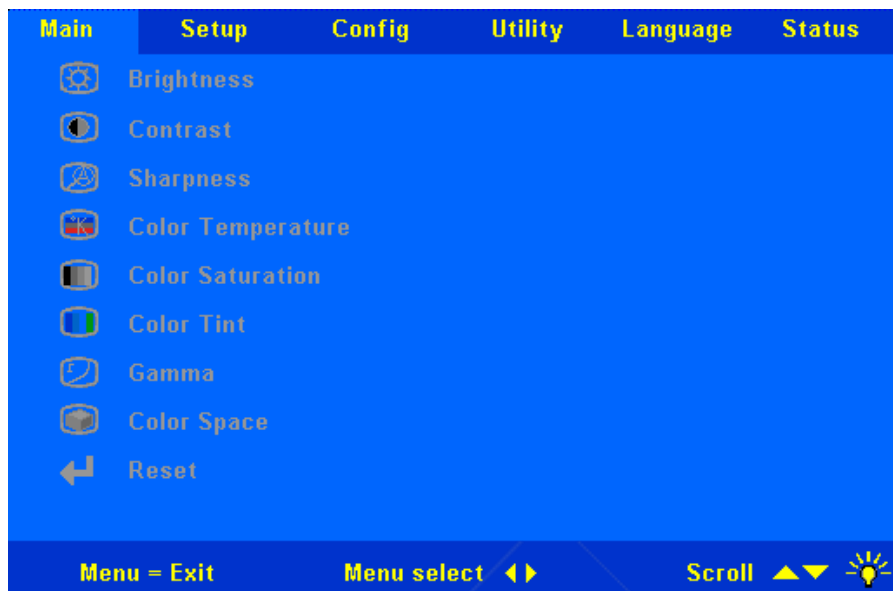 Main Setup Config Utility Language Status
Brightness
Contrast
Sharpness
Color Temperature
Color Saturation
Color Tint
Gamma
Color Space
Reset
Menu = Exit Menu select Scroll